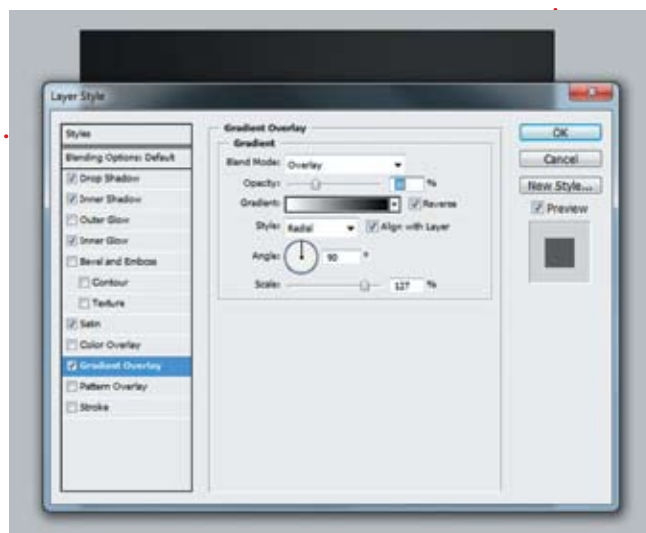 Layer Style
Styles
Blending Options: Default
Drop Shadow
Inner Shadow
Outer Glow
Inner Glow
Bevel and Emboss
Contour
Texture
Satin
Color Overlay
Gradient Overlay
Pattern Overlay
Stroke
Gradient Overlay
Gradient
Blend Mode: Overlay
Opacity: %
Gradient: Reverse
Style: Radial Align with Layer
Angle: 90 °
Scale: 127 %
OK
Cancel
New Style...
Preview